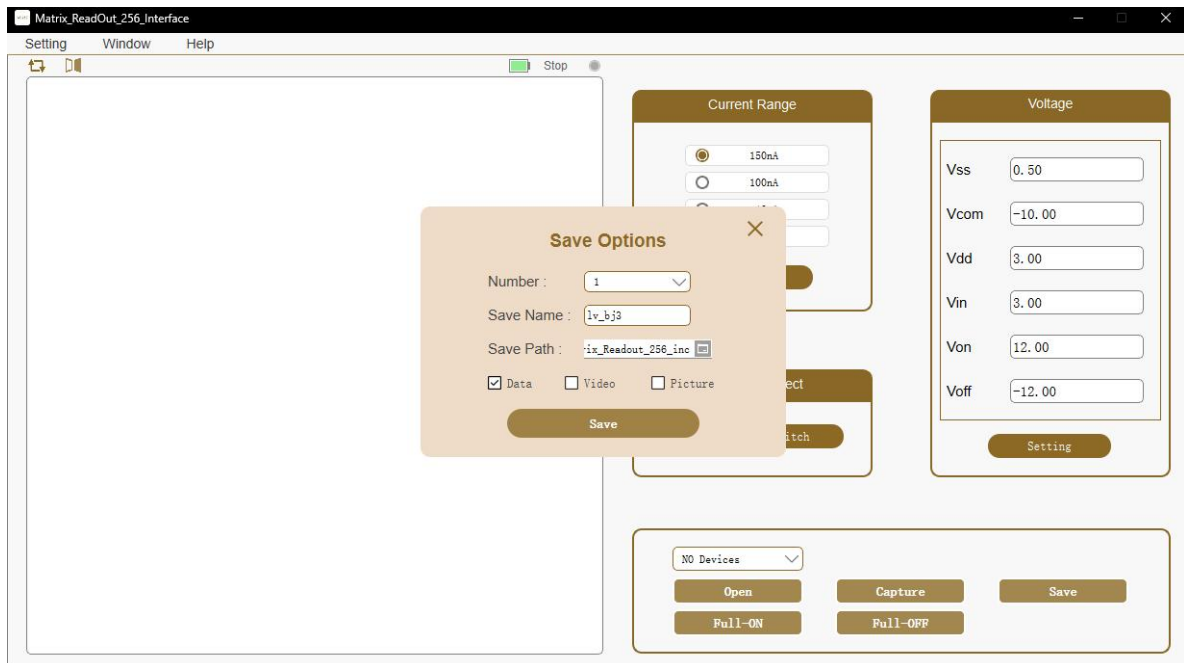 Matrix_ReadOut_256_Interface
Setting Window Help
Stop
Current Range
150nA
100nA
Voltage
Vss 0.50
Vcom -10.00
Vdd 3.00
Vin 3.00
Von 12.00
Voff -12.00
Setting
Save Options
Number : 1
Save Name : lv_bj3
Save Path : ix_Readout_256_inc
Data Video Picture
Save
ect
itch
NO Devices
Open Capture Save
Full-ON Full-OFF